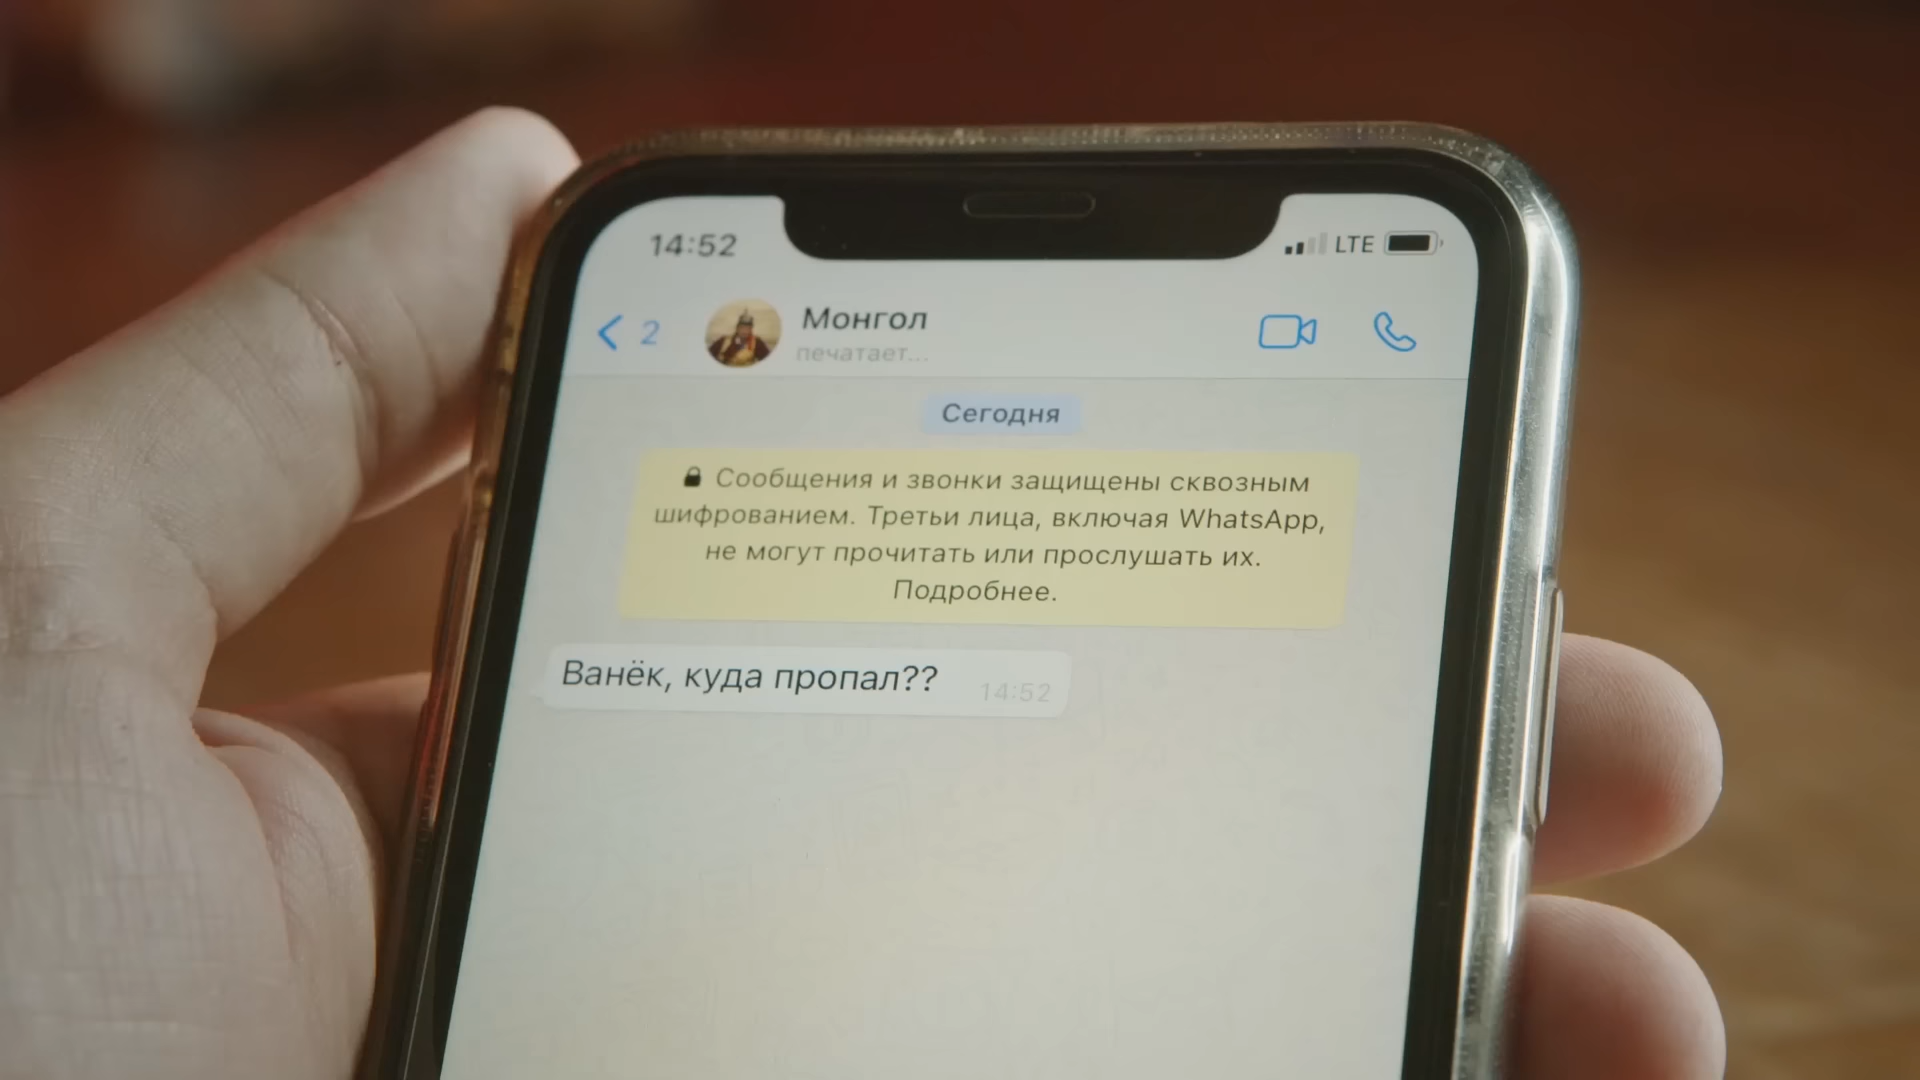 14:52
LTE
2
Монгол
печатает...
Сегодня
Сообщения и звонки защищены сквозным
шифрованием. Третьи лица, включая WhatsApp,
не могут прочитать или прослушать их.
Подробнее.
Ванёк, куда пропал??
14:52